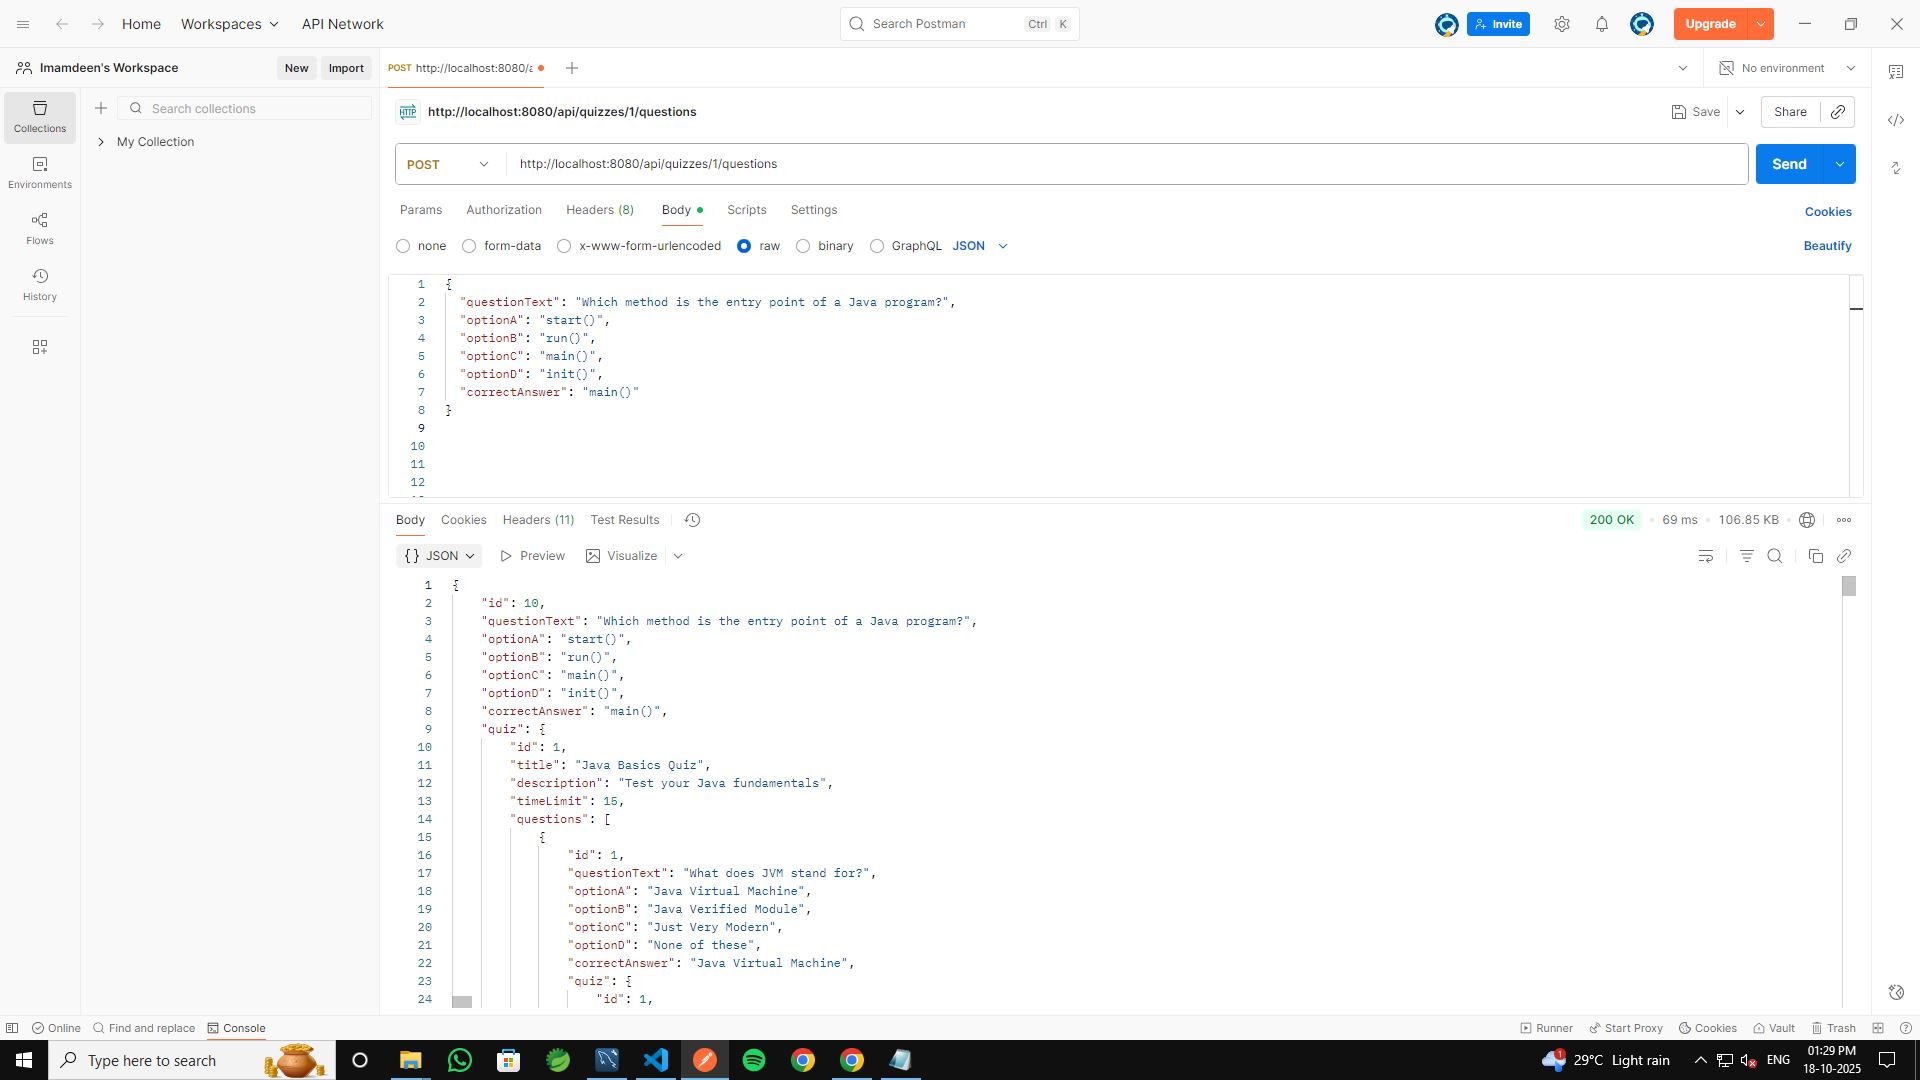 Home
Workspaces
API Network
Search Postman
Ctrl K
Invite
Upgrade
Imamdeen's Workspace
New
Import
POST http://localhost:8080/a
No environment
Collections
Search collections
My Collection
Environments
Flows
History
HTTP http://localhost:8080/api/quizzes/1/questions
Save
Share
POST
http://localhost:8080/api/quizzes/1/questions
Send
Params
Authorization
Headers (8)
Body
Scripts
Settings
Cookies
none
form-data
x-www-form-urlencoded
raw
binary
GraphQL
JSON
Beautify
1 {
2 "questionText": "Which method is the entry point of a Java program?",
3 "optionA": "start()",
4 "optionB": "run()",
5 "optionC": "main()",
6 "optionD": "init()",
7 "correctAnswer": "main()"
8 }
9
10
11
12
Body
Cookies
Headers (11)
Test Results
200 OK
69 ms
106.85 KB
{} JSON
Preview
Visualize
1 {
2 "id": 10,
3 "questionText": "Which method is the entry point of a Java program?",
4 "optionA": "start()",
5 "optionB": "run()",
6 "optionC": "main()",
7 "optionD": "init()",
8 "correctAnswer": "main()",
9 "quiz": {
10 "id": 1,
11 "title": "Java Basics Quiz",
12 "description": "Test your Java fundamentals",
13 "timeLimit": 15,
14 "questions": [
15 {
16 "id": 1,
17 "questionText": "What does JVM stand for?",
18 "optionA": "Java Virtual Machine",
19 "optionB": "Java Verified Module",
20 "optionC": "Just Very Modern",
21 "optionD": "None of these",
22 "correctAnswer": "Java Virtual Machine",
23 "quiz": {
24 "id": 1,
Online
Find and replace
Console
Runner
Start Proxy
Cookies
Vault
Trash
Type here to search
1
29°C Light rain
ENG
01:29 PM
18-10-2025